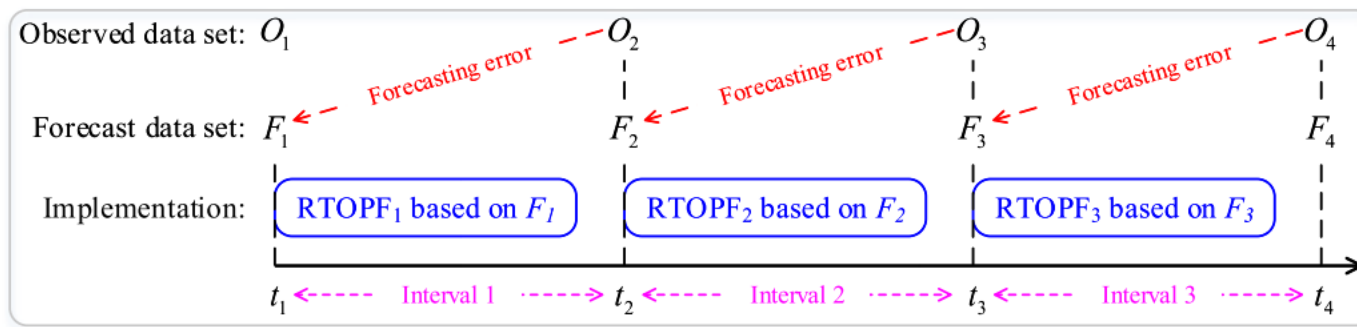 Observed data set: O₁ O₂ O₃ O₄
Forecasting error Forecasting error Forecasting error
Forecast data set: F₁ F₂ F₃ F₄
Implementation: RTOPF₁ based on F₁ RTOPF₂ based on F₂ RTOPF₃ based on F₃
t₁ Interval 1 t₂ Interval 2 t₃ Interval 3 t₄